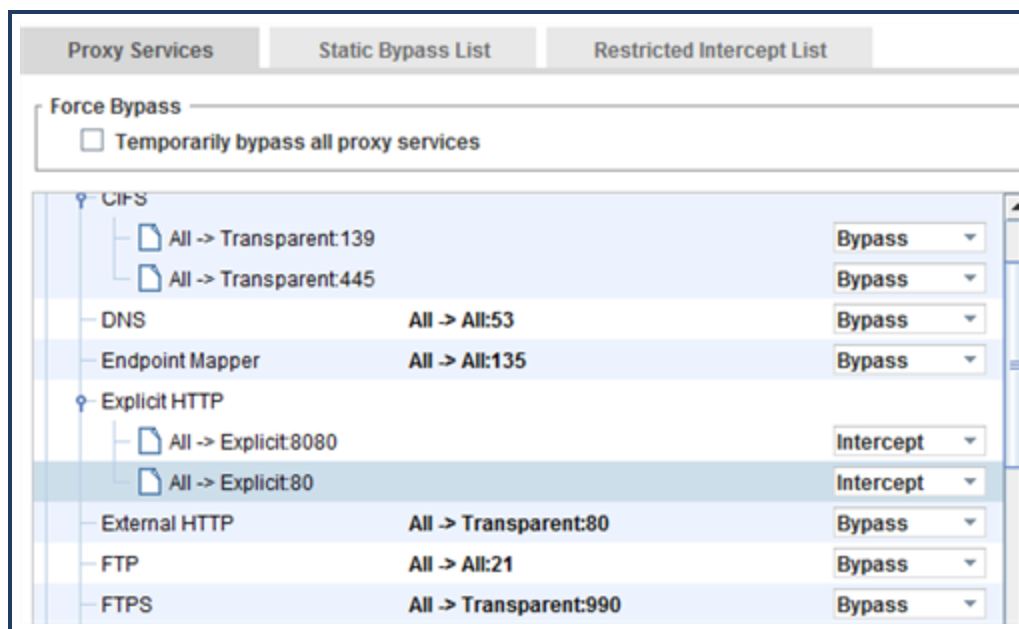 Proxy Services Static Bypass List Restricted Intercept List
Force Bypass
Temporarily bypass all proxy services
CIFS
All -> Transparent:139 Bypass
All -> Transparent:445 Bypass
DNS All -> All:53 Bypass
Endpoint Mapper All -> All:135 Bypass
Explicit HTTP
All -> Explicit:8080 Intercept
All -> Explicit:80 Intercept
External HTTP All -> Transparent:80 Bypass
FTP All -> All:21 Bypass
FTPS All -> Transparent:990 Bypass